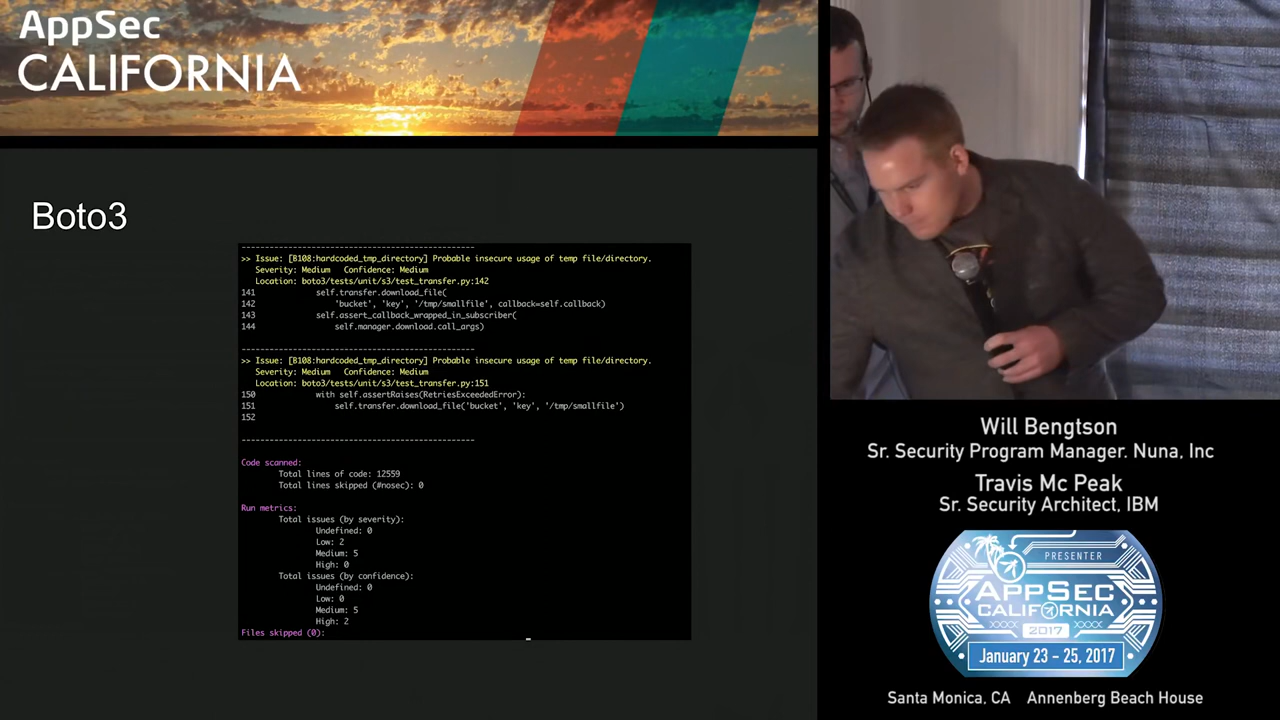 AppSec
CALIFORNIA
Boto3
--------------------------------------------------
>> Issue: [B108:hardcoded_tmp_directory] Probable insecure usage of temp file/directory.
Severity: Medium   Confidence: Medium
Location: boto3/tests/unit/s3/test_transfer.py:142
141 self.transfer.download_file(
142 'bucket', 'key', '/tmp/smallfile', callback=self.callback)
143 self.assert_callback_wrapped_in_subscriber(
144 self.manager.download.call_args)
--------------------------------------------------
>> Issue: [B108:hardcoded_tmp_directory] Probable insecure usage of temp file/directory.
Severity: Medium   Confidence: Medium
Location: boto3/tests/unit/s3/test_transfer.py:151
150 with self.assertRaises(RetriesExceededError):
151 self.transfer.download_file('bucket', 'key', '/tmp/smallfile')
152
--------------------------------------------------
Code scanned:
Total lines of code: 12559
Total lines skipped (#nosec): 0
Run metrics:
Total issues (by severity):
Undefined: 0
Low: 2
Medium: 5
High: 0
Total issues (by confidence):
Undefined: 0
Low: 0
Medium: 5
High: 2
Files skipped (0):
Will Bengtson
Sr. Security Program Manager. Nuna, Inc
Travis Mc Peak
Sr. Security Architect, IBM
PRESENTER
APPSEC
CALIFORNIA
2017
January 23 - 25, 2017
Santa Monica, CA   Annenberg Beach House